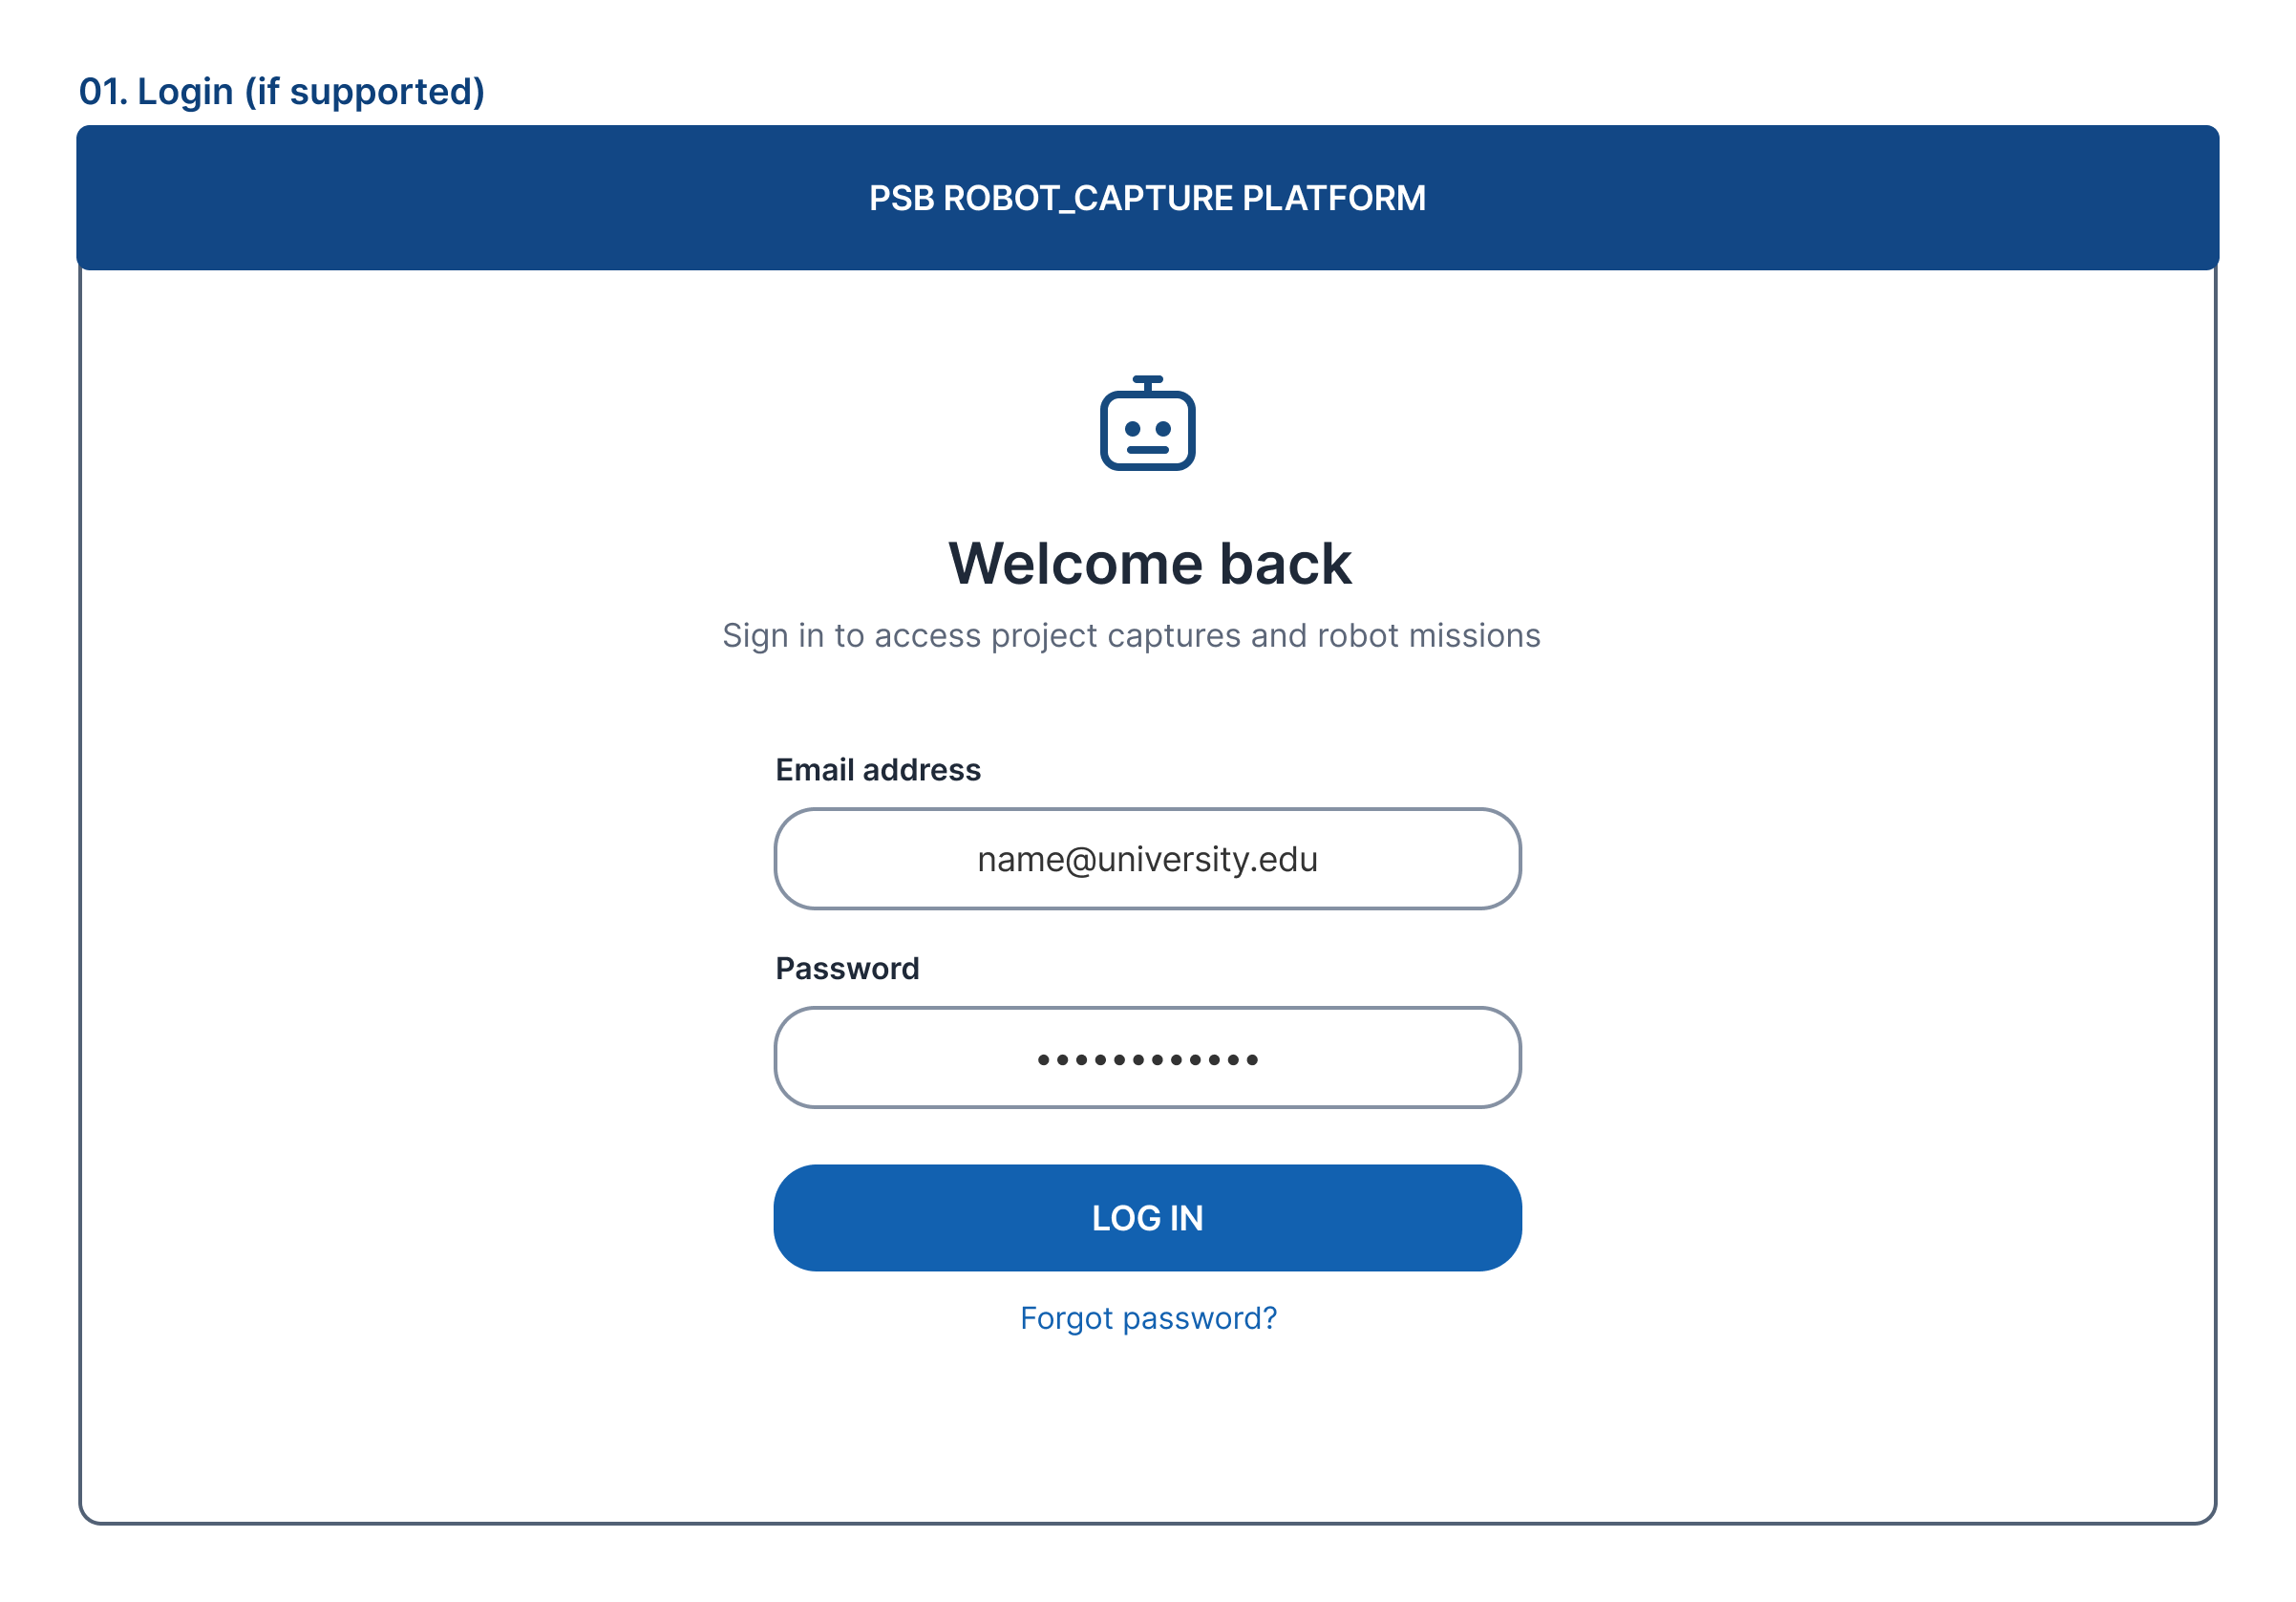 01. Login (if supported)
PSB ROBOT_CAPTURE PLATFORM
Welcome back
Sign in to access project captures and robot missions
Email address
name@university.edu
Password
••••••••••••
LOG IN
Forgot password?